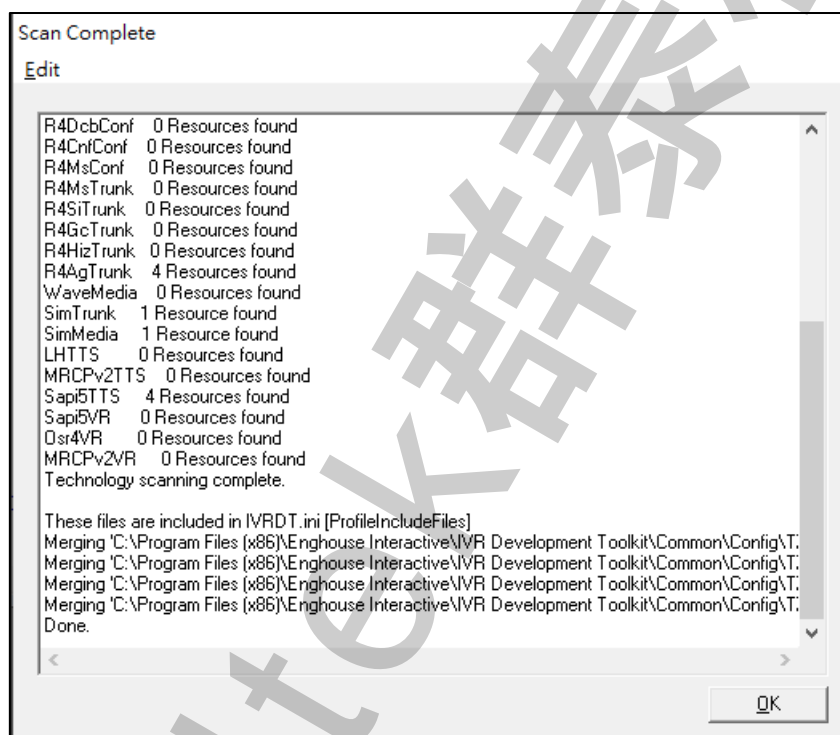 Scan Complete
Edit
R4DcbConf 0 Resources found
R4CnfConf 0 Resources found
R4MsConf 0 Resources found
R4MsTrunk 0 Resources found
R4SiTrunk 0 Resources found
R4GcTrunk 0 Resources found
R4HizTrunk 0 Resources found
R4AgTrunk 4 Resources found
WaveMedia 0 Resources found
SimTrunk 1 Resource found
SimMedia 1 Resource found
LHTTS 0 Resources found
MRCPv2TTS 0 Resources found
Sapi5TTS 4 Resources found
Sapi5VR 0 Resources found
Osr4VR 0 Resources found
MRCPv2VR 0 Resources found
Technology scanning complete.
These files are included in IVRDT.ini [ProfileIncludeFiles]
Merging 'C:\Program Files (x86)\Enghouse Interactive\IVR Development Toolkit\Common\Config\T
Merging 'C:\Program Files (x86)\Enghouse Interactive\IVR Development Toolkit\Common\Config\T
Merging 'C:\Program Files (x86)\Enghouse Interactive\IVR Development Toolkit\Common\Config\T
Merging 'C:\Program Files (x86)\Enghouse Interactive\IVR Development Toolkit\Common\Config\T
Done.
OK
tek群泰